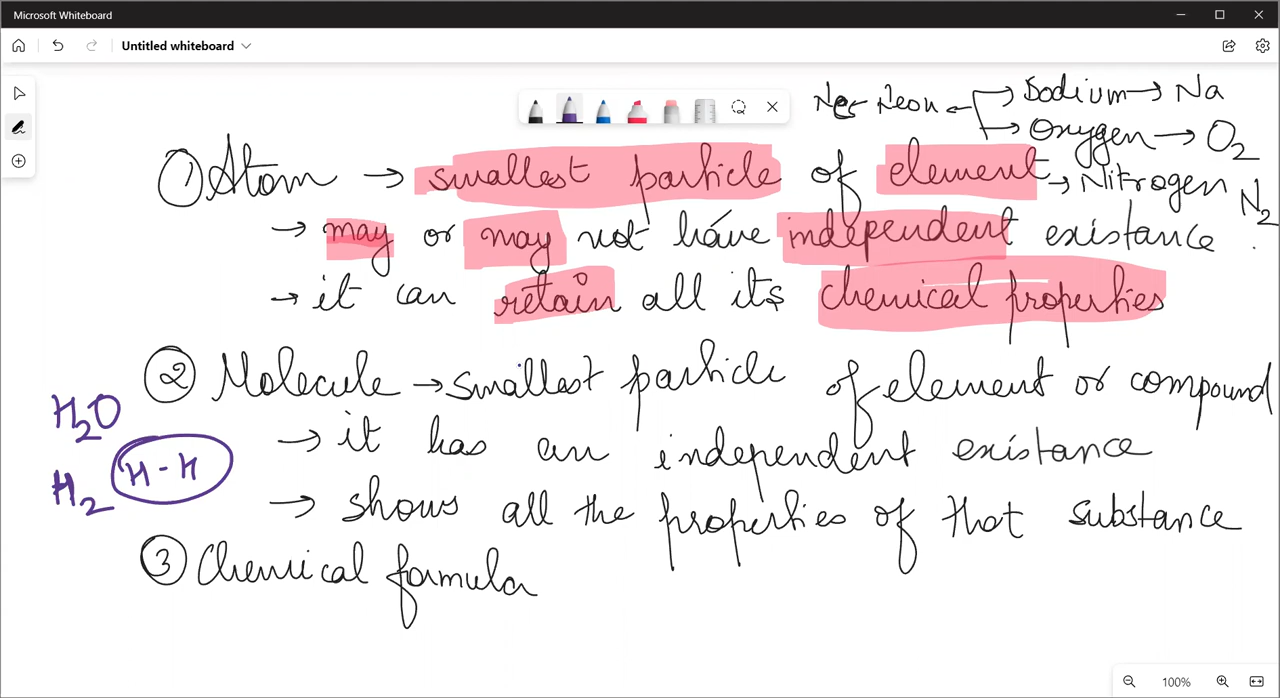 Microsoft Whiteboard
Untitled whiteboard
Ne - Neon
Sodium → Na
Oxygen → O2
① Atom → smallest particle of element → Nitrogen N2
→ may or may not have independent existance.
→ it can retain all its chemical properties
② Molecule → smallest particle of element or compound
H2O
→ it has an independent existance
H2 H - H
→ shows all the properties of that substance
③ Chemical formula
100%